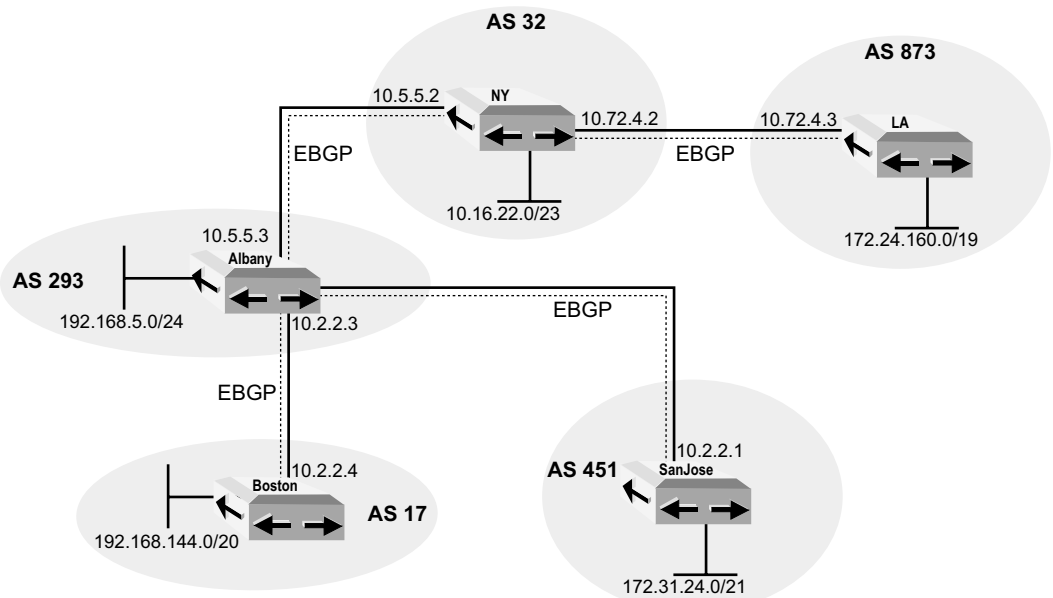 AS 32
AS 873
10.5.5.2
NY
10.72.4.2
10.72.4.3
LA
EBGP
EBGP
10.16.22.0/23
172.24.160.0/19
10.5.5.3
Albany
AS 293
192.168.5.0/24
10.2.2.3
EBGP
EBGP
10.2.2.4
10.2.2.1
Boston
AS 451
SanJose
AS 17
192.168.144.0/20
172.31.24.0/21